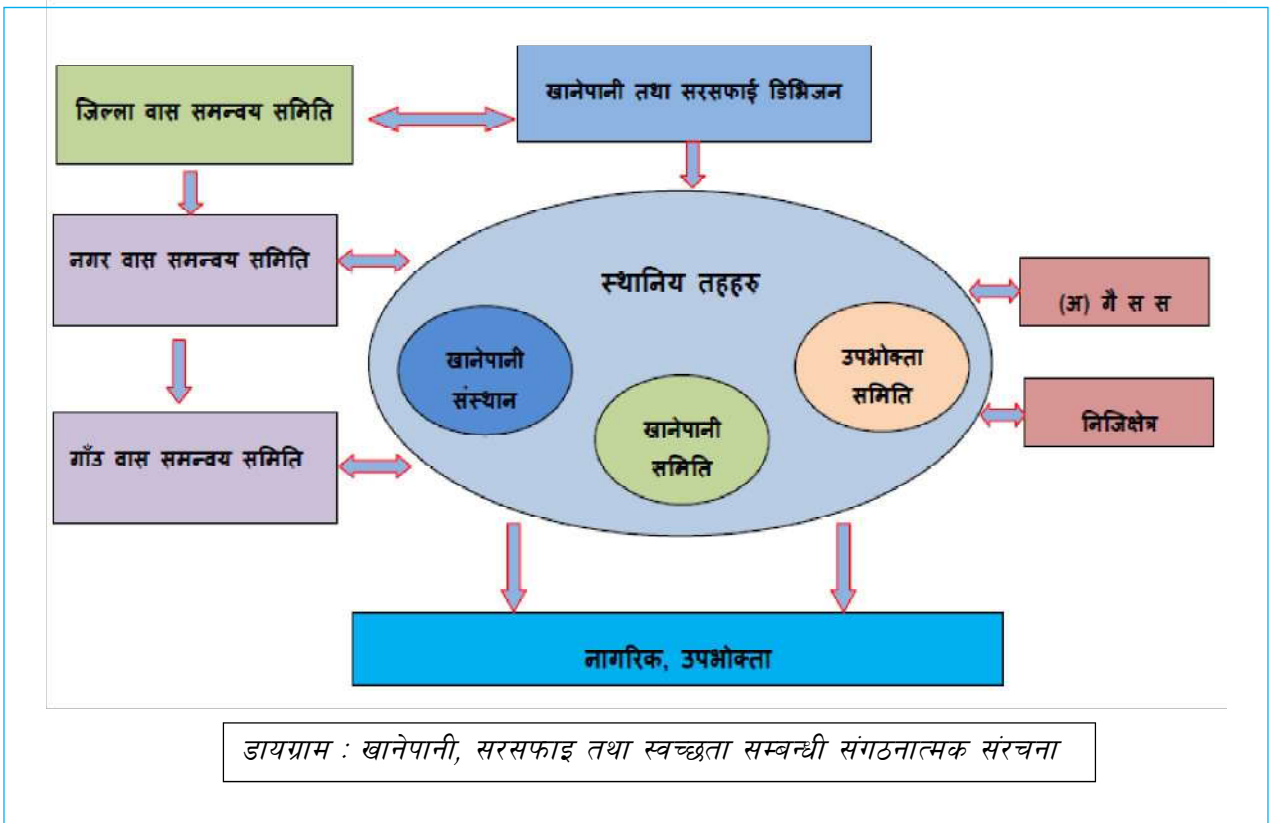 जिल्ला वास समन्वय समिति
खानेपानी तथा सरसफाई डिभिजन
नगर वास समन्वय समिति
स्थानिय तहहरु
(अ) गै स स
खानेपानी
संस्थान
खानेपानी
समिति
उपभोक्ता
समिति
निजिक्षेत्र
गाँउ वास समन्वय समिति
नागरिक, उपभोक्ता
डायग्राम : खानेपानी, सरसफाइ तथा स्वच्छता सम्बन्धी संगठनात्मक संरचना